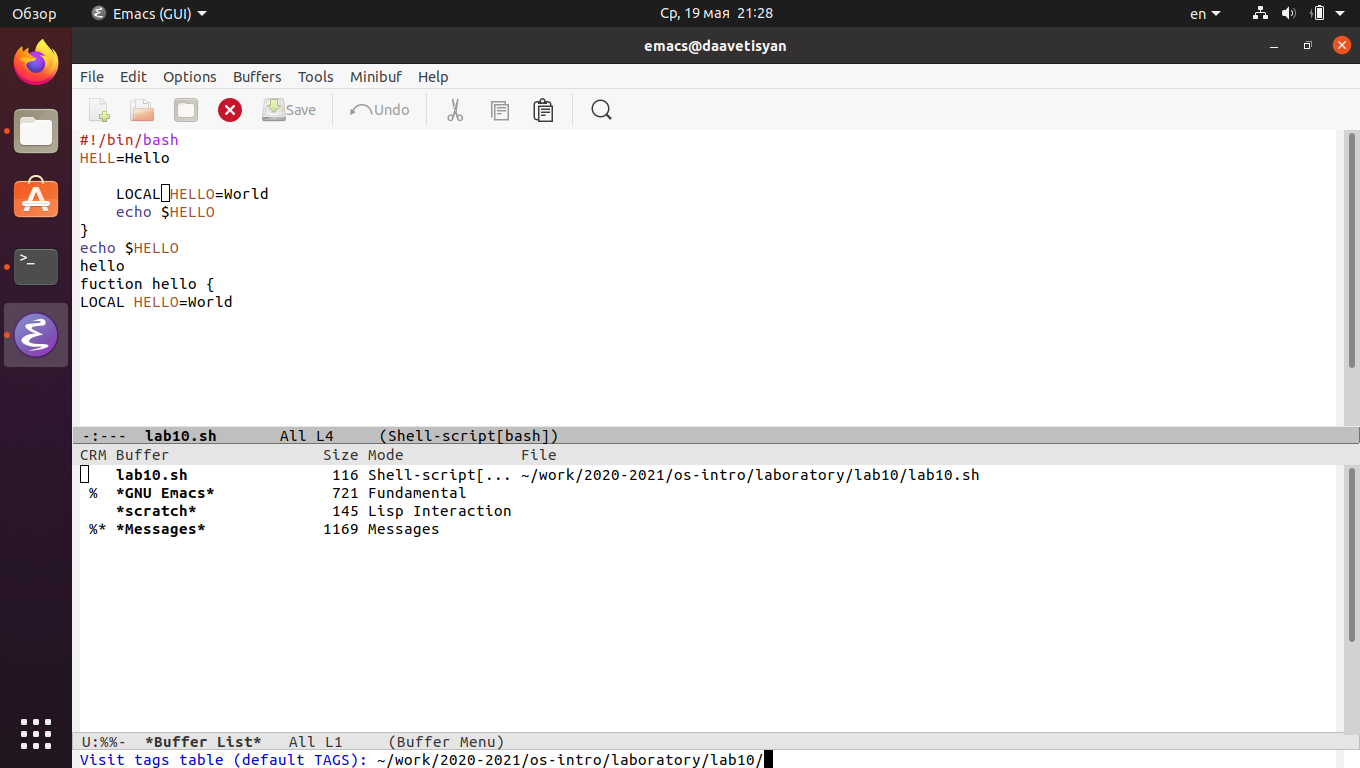 Обзор Emacs (GUI) Ср, 19 мая 21:28 en
emacs@daavetisyan
File Edit Options Buffers Tools Minibuf Help
Save Undo
#!/bin/bash
HELL=Hello
LOCAL HELLO=World
echo $HELLO
}
echo $HELLO
hello
fuction hello {
LOCAL HELLO=World
-:--- lab10.sh All L4 (Shell-script[bash])
CRM Buffer Size Mode File
lab10.sh 116 Shell-script[... ~/work/2020-2021/os-intro/laboratory/lab10/lab10.sh
% *GNU Emacs* 721 Fundamental
*scratch* 145 Lisp Interaction
%* *Messages* 1169 Messages
U:%%- *Buffer List* All L1 (Buffer Menu)
Visit tags table (default TAGS): ~/work/2020-2021/os-intro/laboratory/lab10/